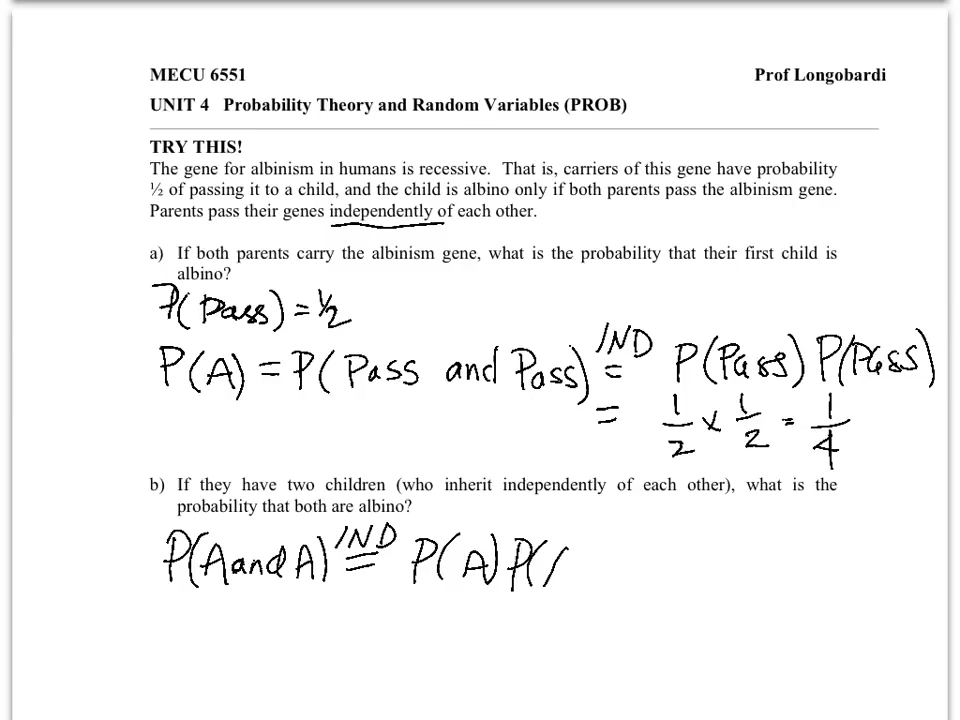 MECU 6551 Prof Longobardi
UNIT 4 Probability Theory and Random Variables (PROB)
TRY THIS!
The gene for albinism in humans is recessive. That is, carriers of this gene have probability
½ of passing it to a child, and the child is albino only if both parents pass the albinism gene.
Parents pass their genes independently of each other.
a) If both parents carry the albinism gene, what is the probability that their first child is
albino?
P(Pass) = 1/2
P(A) = P(Pass and Pass) IND = P(Pass) P(Pass)
= 1/2 x 1/2 = 1/4
b) If they have two children (who inherit independently of each other), what is the
probability that both are albino?
P(A and A) IND = P(A) P(